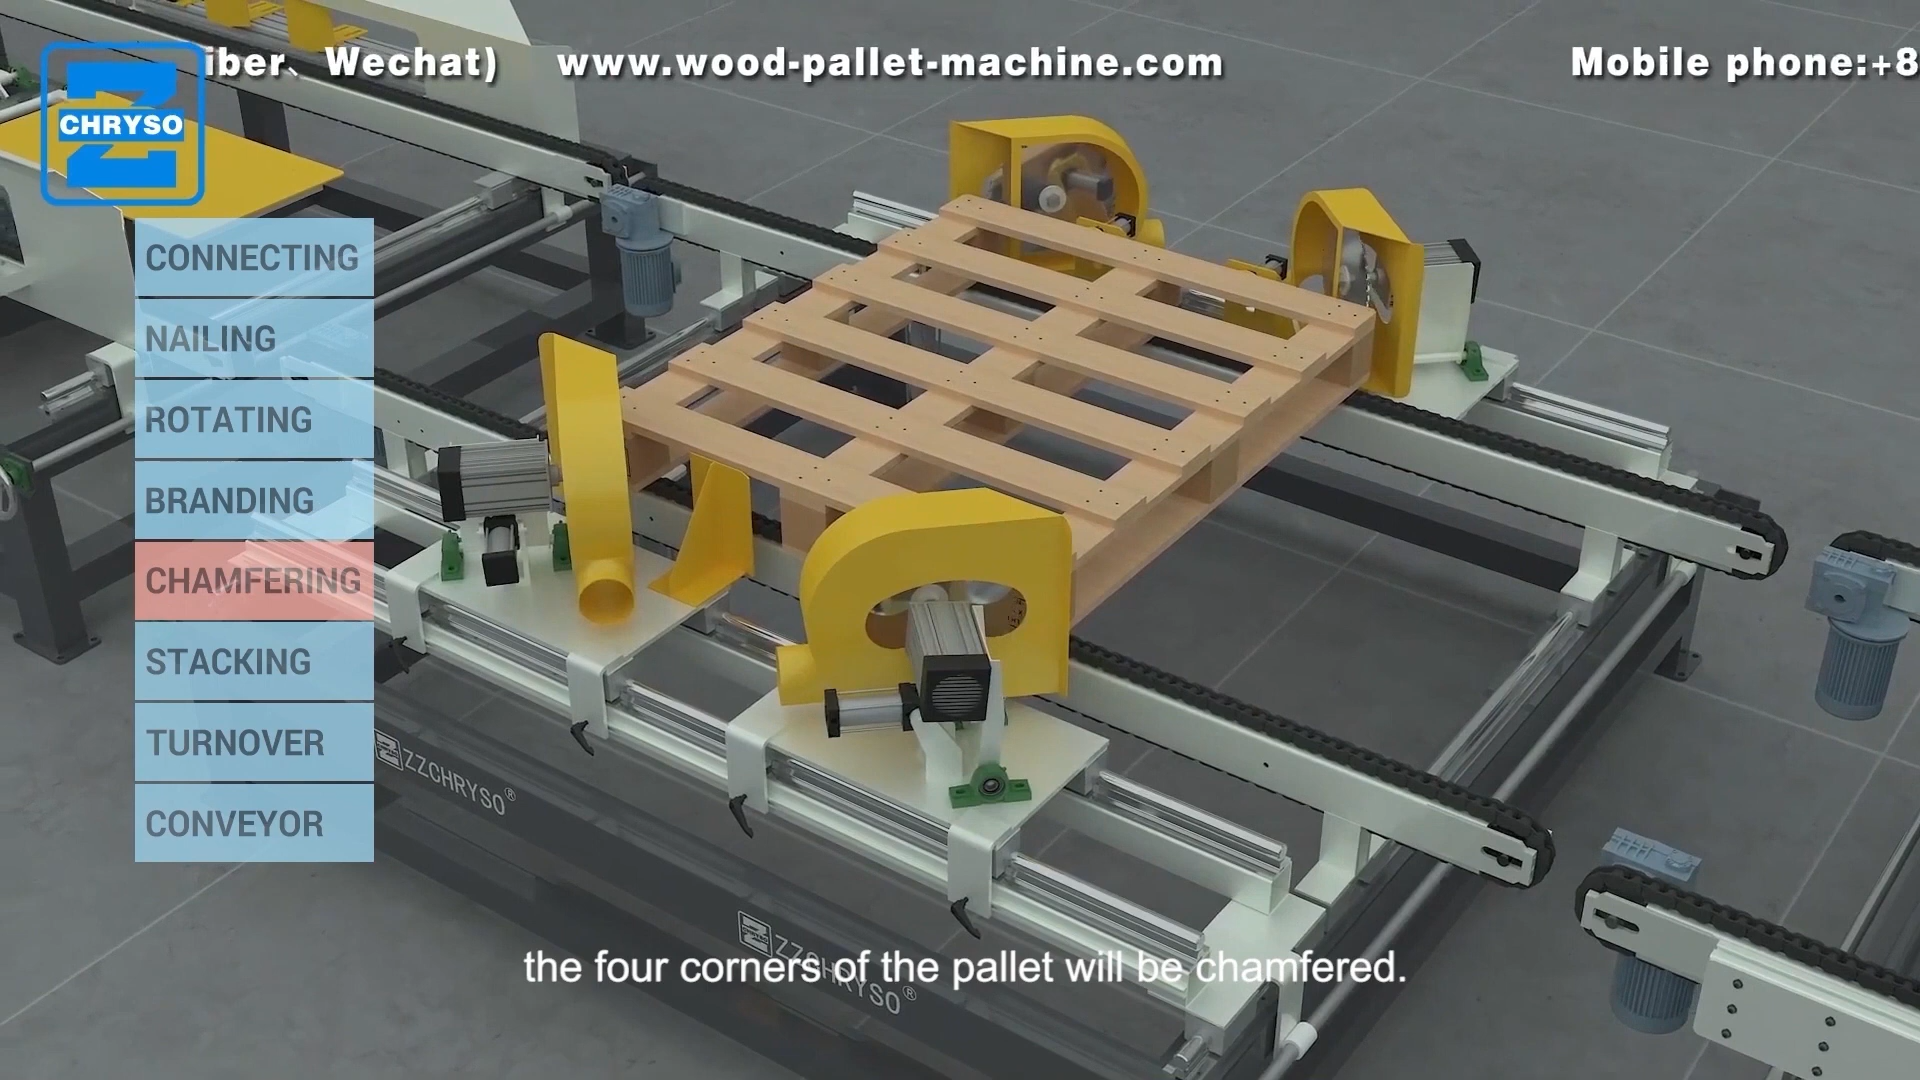 iber、Wechat) www.wood-pallet-machine.com Mobile phone:+8
CHRYSO
CONNECTING
NAILING
ROTATING
BRANDING
CHAMFERING
STACKING
TURNOVER
CONVEYOR
ZZCHRYSO®
ZZCHRYSO®
the four corners of the pallet will be chamfered.